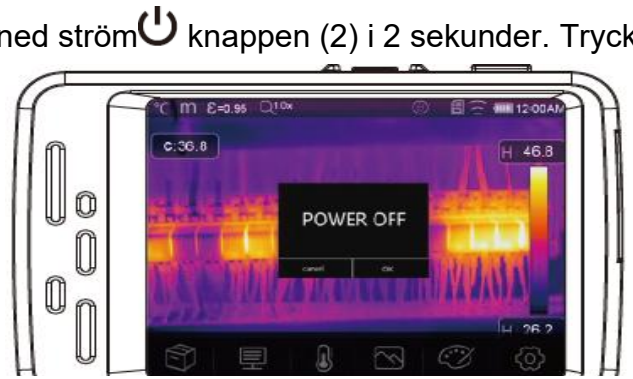 ned ström knappen (2) i 2 sekunder. Tryck
°C m Ɛ=0.95 1.0x 12:00AM
C:36.8
H 46.8
POWER OFF
cancel OK
H 26.2